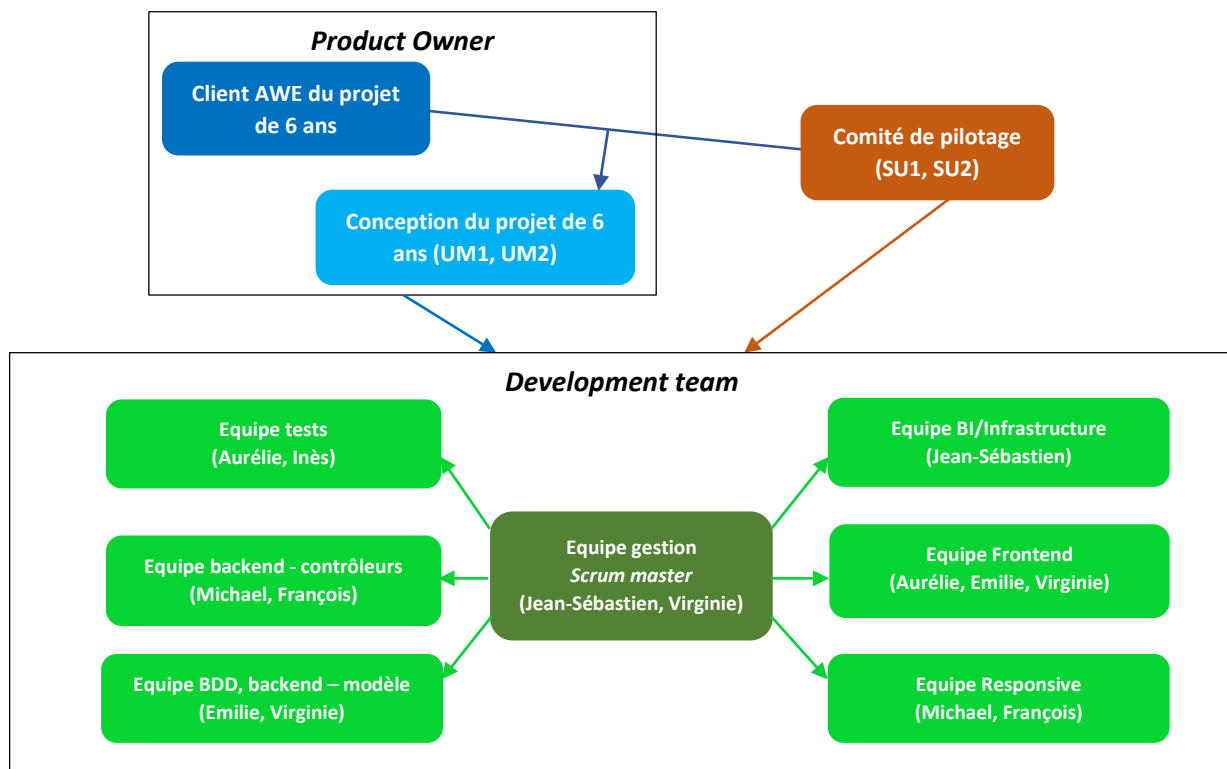 Product Owner
Client AWE du projet
de 6 ans
Comité de pilotage
(SU1, SU2)
Conception du projet de 6
ans (UM1, UM2)
Development team
Equipe tests
(Aurélie, Inès)
Equipe BI/Infrastructure
(Jean-Sébastien)
Equipe backend - contrôleurs
(Michael, François)
Equipe gestion
Scrum master
(Jean-Sébastien, Virginie)
Equipe Frontend
(Aurélie, Emilie, Virginie)
Equipe BDD, backend – modèle
(Emilie, Virginie)
Equipe Responsive
(Michael, François)